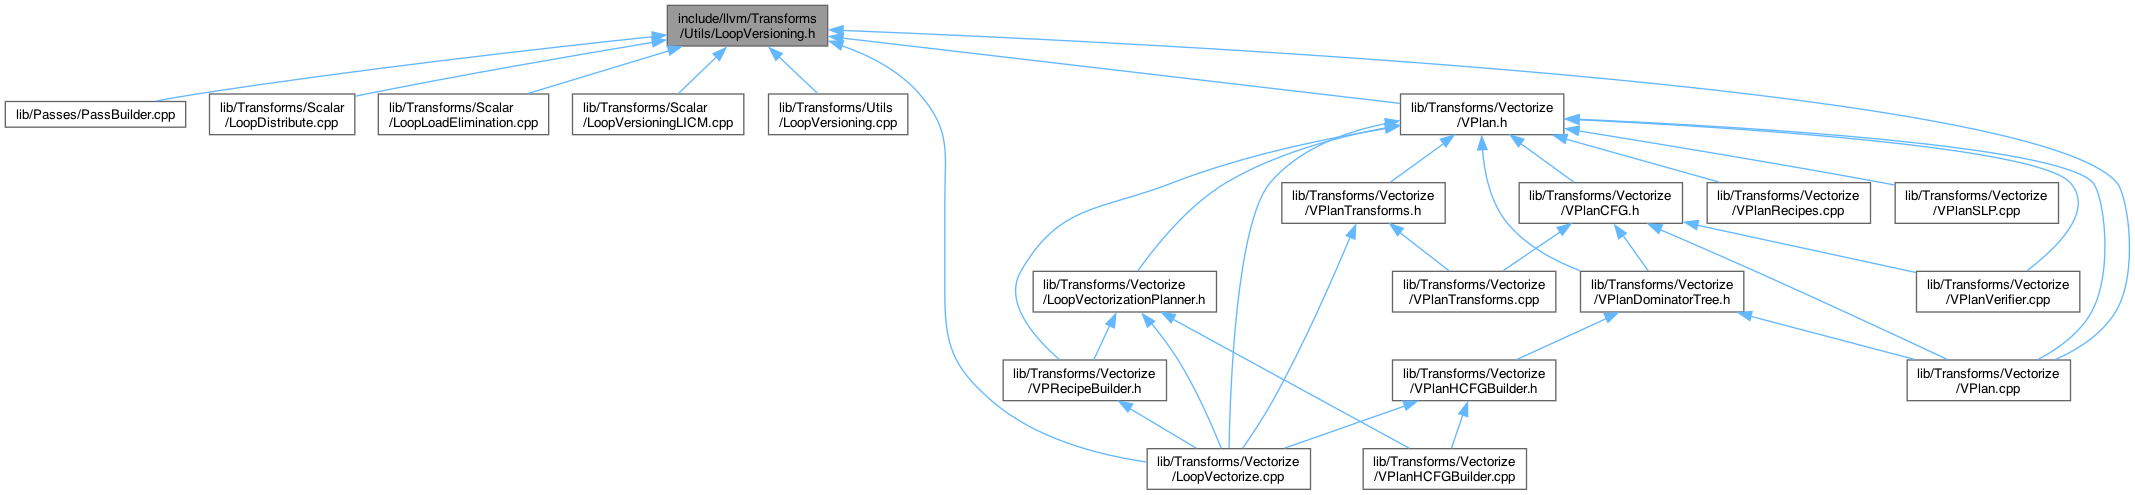 include/llvm/Transforms
/Utils/LoopVersioning.h
lib/Passes/PassBuilder.cpp
lib/Transforms/Scalar
/LoopDistribute.cpp
lib/Transforms/Scalar
/LoopLoadElimination.cpp
lib/Transforms/Scalar
/LoopVersioningLICM.cpp
lib/Transforms/Utils
/LoopVersioning.cpp
lib/Transforms/Vectorize
/VPlan.h
lib/Transforms/Vectorize
/VPlanTransforms.h
lib/Transforms/Vectorize
/VPlanCFG.h
lib/Transforms/Vectorize
/VPlanRecipes.cpp
lib/Transforms/Vectorize
/VPlanSLP.cpp
lib/Transforms/Vectorize
/LoopVectorizationPlanner.h
lib/Transforms/Vectorize
/VPlanTransforms.cpp
lib/Transforms/Vectorize
/VPlanDominatorTree.h
lib/Transforms/Vectorize
/VPlanVerifier.cpp
lib/Transforms/Vectorize
/VPRecipeBuilder.h
lib/Transforms/Vectorize
/VPlanHCFGBuilder.h
lib/Transforms/Vectorize
/VPlan.cpp
lib/Transforms/Vectorize
/LoopVectorize.cpp
lib/Transforms/Vectorize
/VPlanHCFGBuilder.cpp